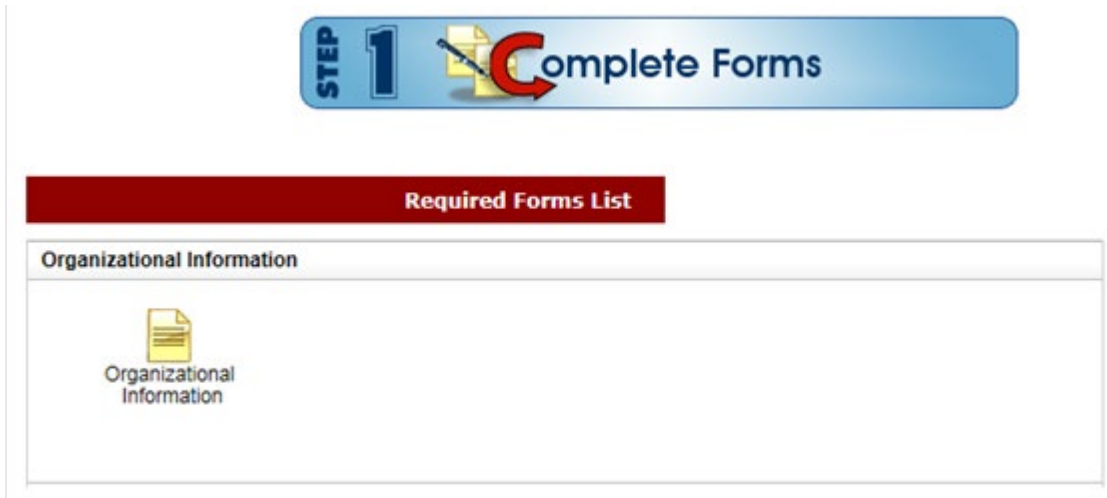 STEP 1 Complete Forms
Required Forms List
Organizational Information
Organizational
Information